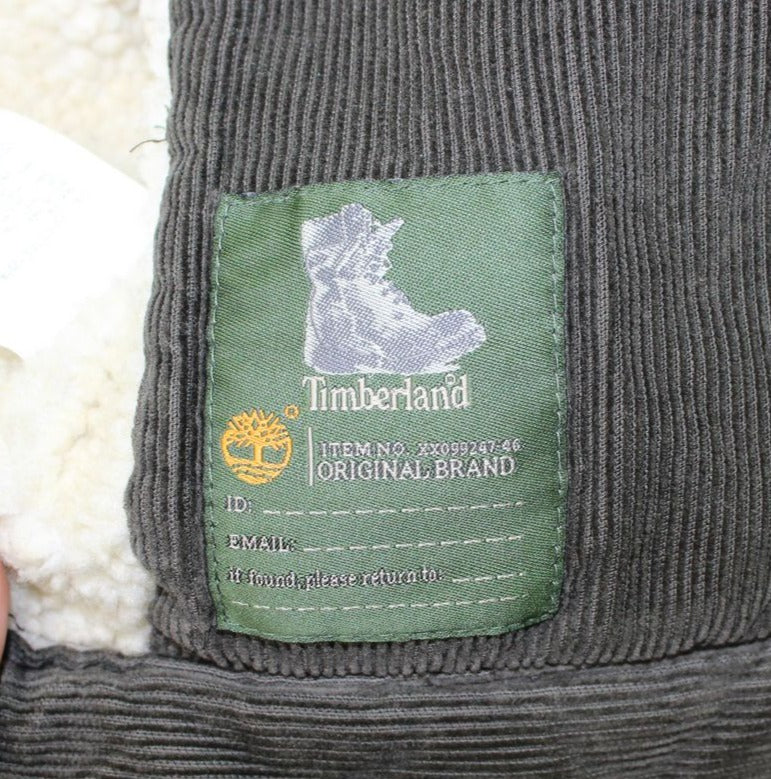 Timberland®
®
ITEM NO. XX099247-46
ORIGINAL BRAND
ID:
EMAIL:
if found, please return to: